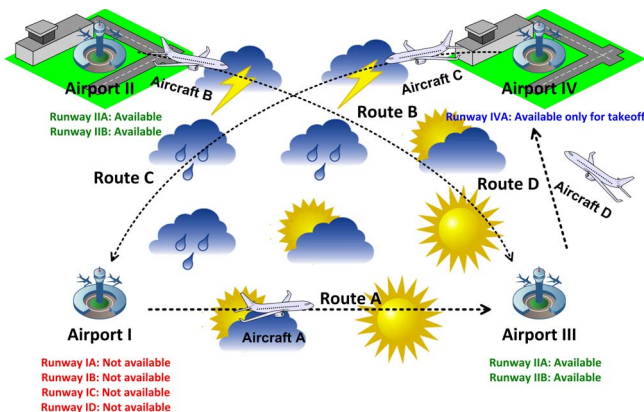 Aircraft B
Aircraft C
Airport II
Airport IV
Runway IIA: Available
Runway IIB: Available
Route B
Runway IVA: Available only for takeoff
Route C
Route D
Aircraft D
Route A
Airport I
Aircraft A
Airport III
Runway IA: Not available
Runway IB: Not available
Runway IC: Not available
Runway ID: Not available
Runway IIA: Available
Runway IIB: Available